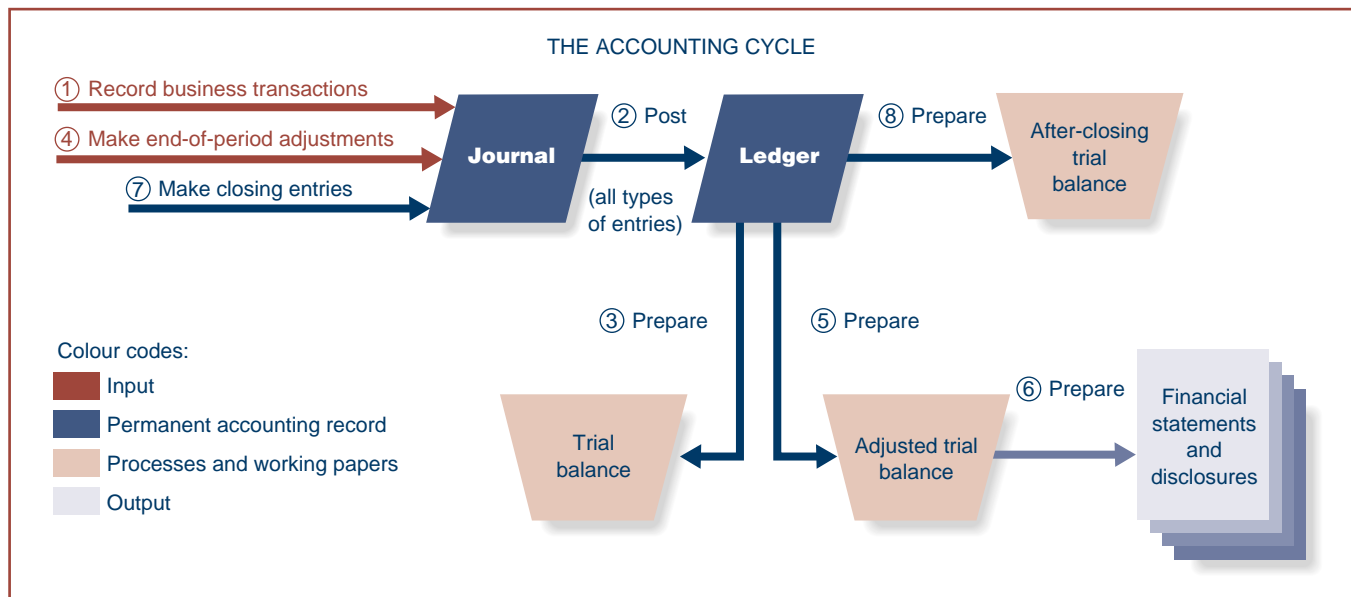 THE ACCOUNTING CYCLE
① Record business transactions
④ Make end-of-period adjustments
⑦ Make closing entries
Journal
② Post
(all types
of entries)
Ledger
⑧ Prepare
After-closing
trial
balance
③ Prepare
⑤ Prepare
Colour codes:
Input
Permanent accounting record
Processes and working papers
Output
Trial
balance
Adjusted trial
balance
⑥ Prepare
Financial
statements
and
disclosures